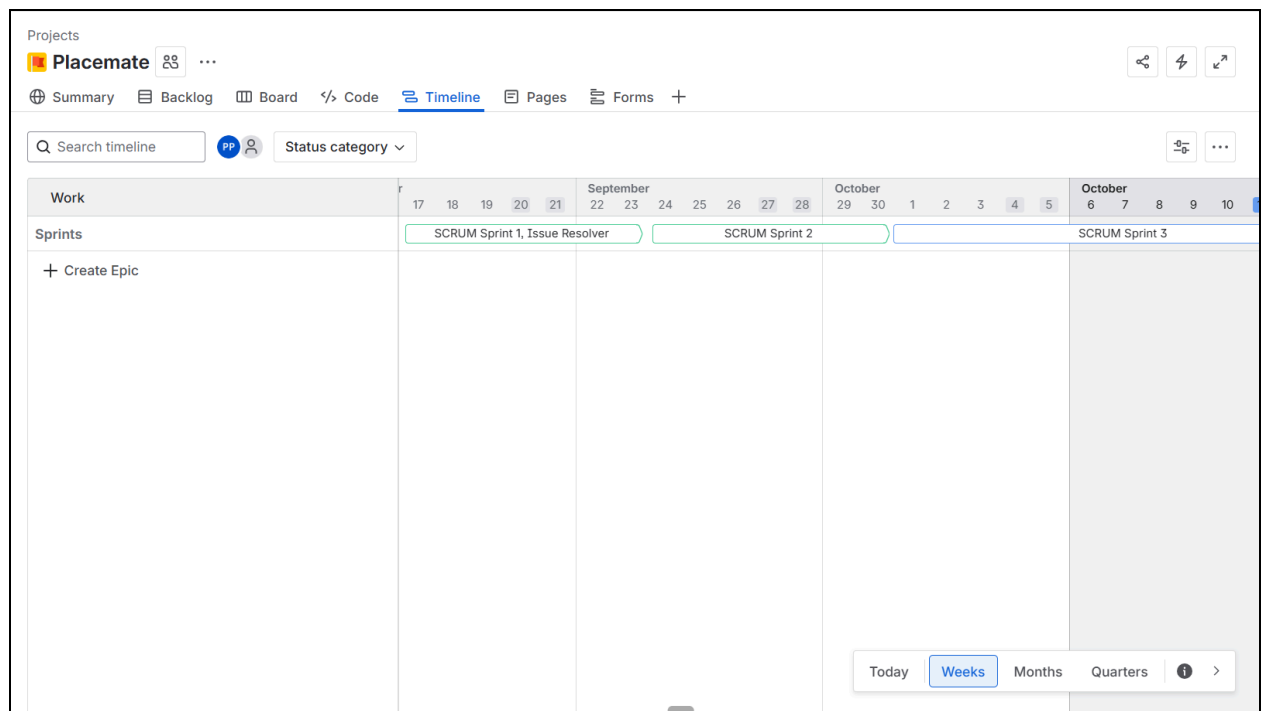 Projects
Placemate
Summary Backlog Board Code Timeline Pages Forms
Search timeline PP Status category
Work
r September October October
17 18 19 20 21 22 23 24 25 26 27 28 29 30 1 2 3 4 5 6 7 8 9 10
Sprints SCRUM Sprint 1, Issue Resolver SCRUM Sprint 2 SCRUM Sprint 3
Create Epic
Today Weeks Months Quarters